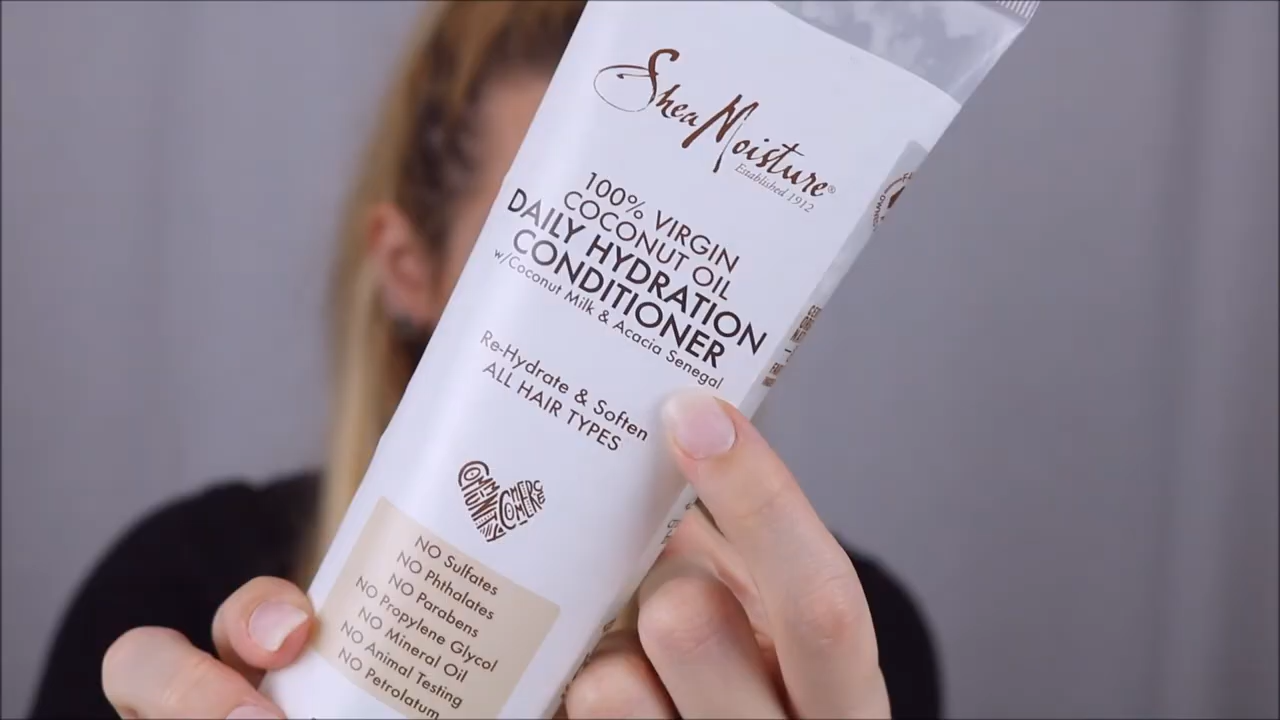 SheaMoisture®
Established 1912
100% VIRGIN
COCONUT OIL
DAILY HYDRATION
CONDITIONER
w/Coconut Milk & Acacia Senegal
Re-Hydrate & Soften
ALL HAIR TYPES
COMMUNITY
COMMERCE
NO Sulfates
NO Phthalates
NO Parabens
NO Propylene Glycol
NO Mineral Oil
NO Animal Testing
NO Petrolatum